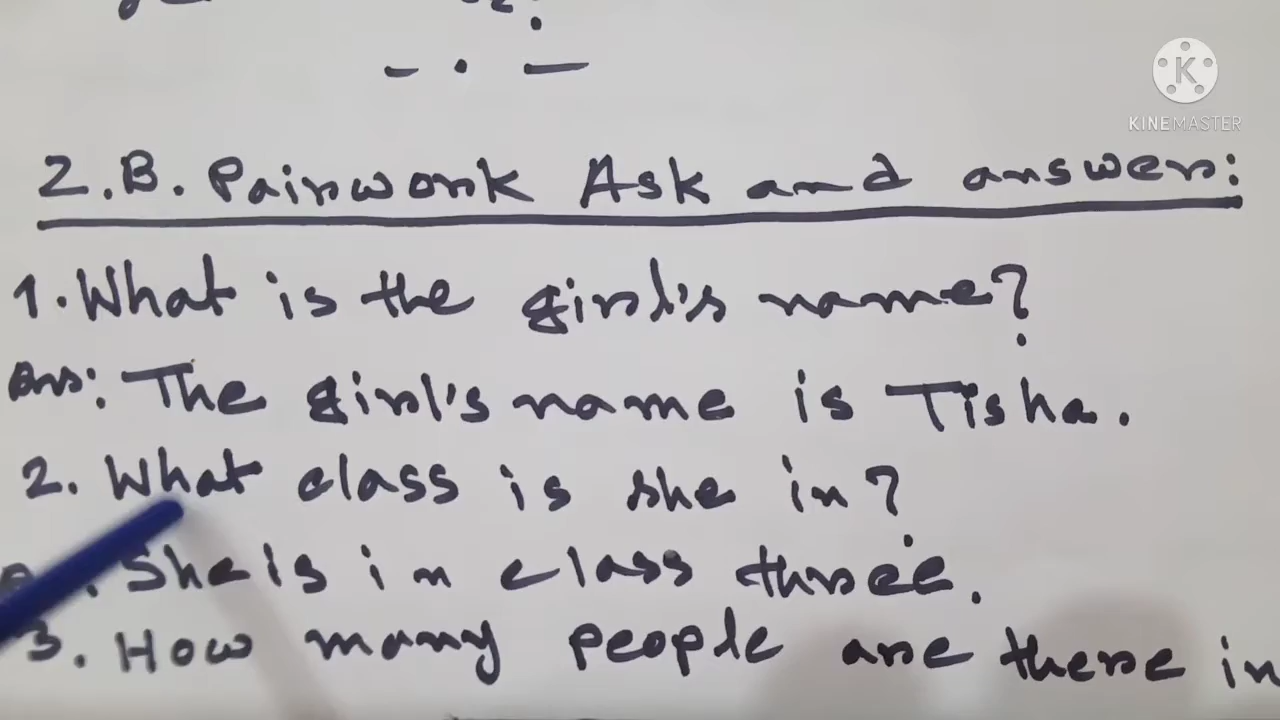 KINEMASTER
2.B. Pairwork Ask and answer:
1. What is the girl's name?
Ans: The girl's name is Tisha.
2. What class is she in?
She is in class three.
3. How many people are there in